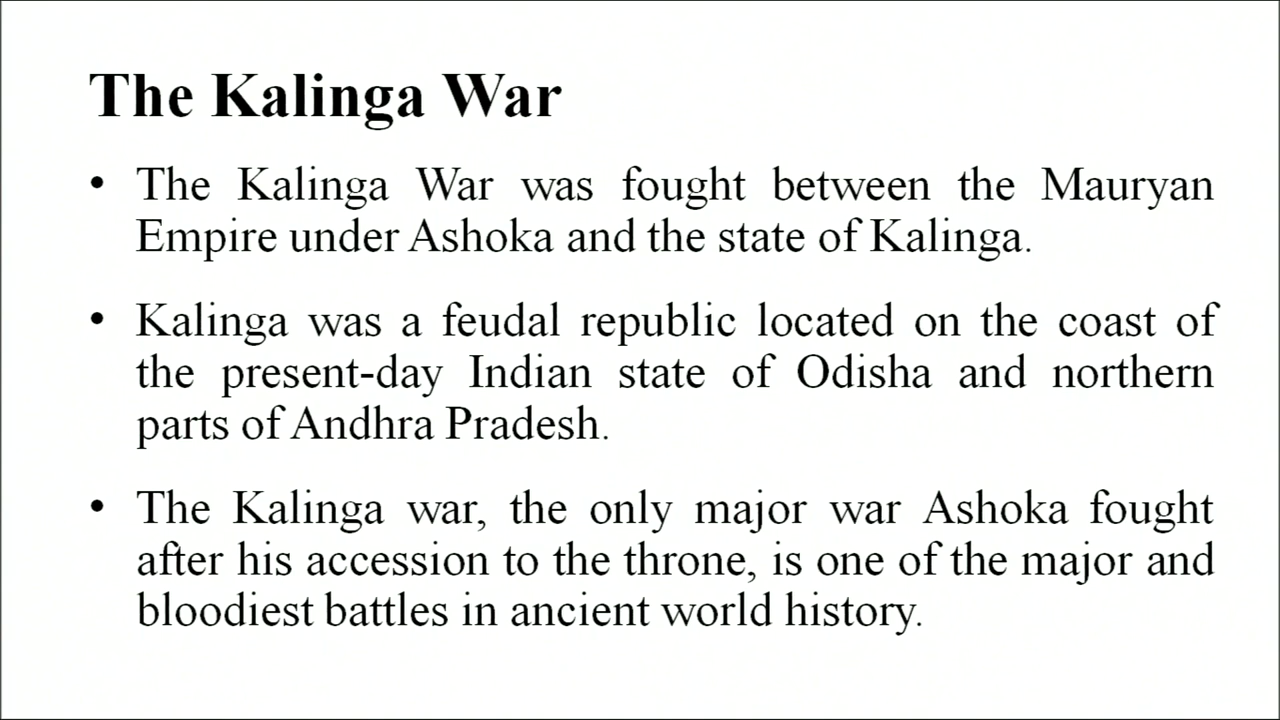 The Kalinga War
• The Kalinga War was fought between the Mauryan
Empire under Ashoka and the state of Kalinga.
• Kalinga was a feudal republic located on the coast of
the present-day Indian state of Odisha and northern
parts of Andhra Pradesh.
• The Kalinga war, the only major war Ashoka fought
after his accession to the throne, is one of the major and
bloodiest battles in ancient world history.